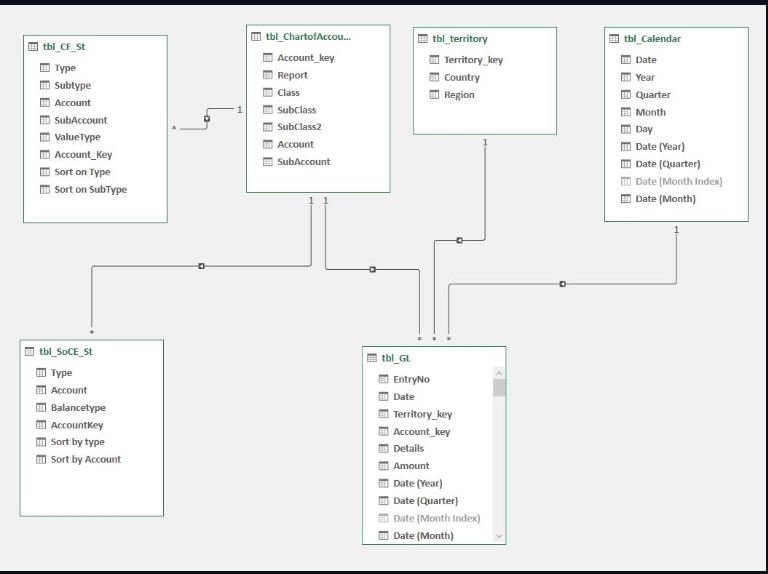 tbl_CF_St
Type
Subtype
Account
SubAccount
ValueType
Account_Key
Sort on Type
Sort on SubType
tbl_ChartofAccou...
Account_key
Report
Class
SubClass
SubClass2
Account
SubAccount
tbl_territory
Territory_key
Country
Region
tbl_Calendar
Date
Year
Quarter
Month
Day
Date (Year)
Date (Quarter)
Date (Month Index)
Date (Month)
* 1
1 1
1
1
*
* * *
tbl_SoCE_St
Type
Account
Balancetype
AccountKey
Sort by type
Sort by Account
tbl_GL
EntryNo
Date
Territory_key
Account_key
Details
Amount
Date (Year)
Date (Quarter)
Date (Month Index)
Date (Month)